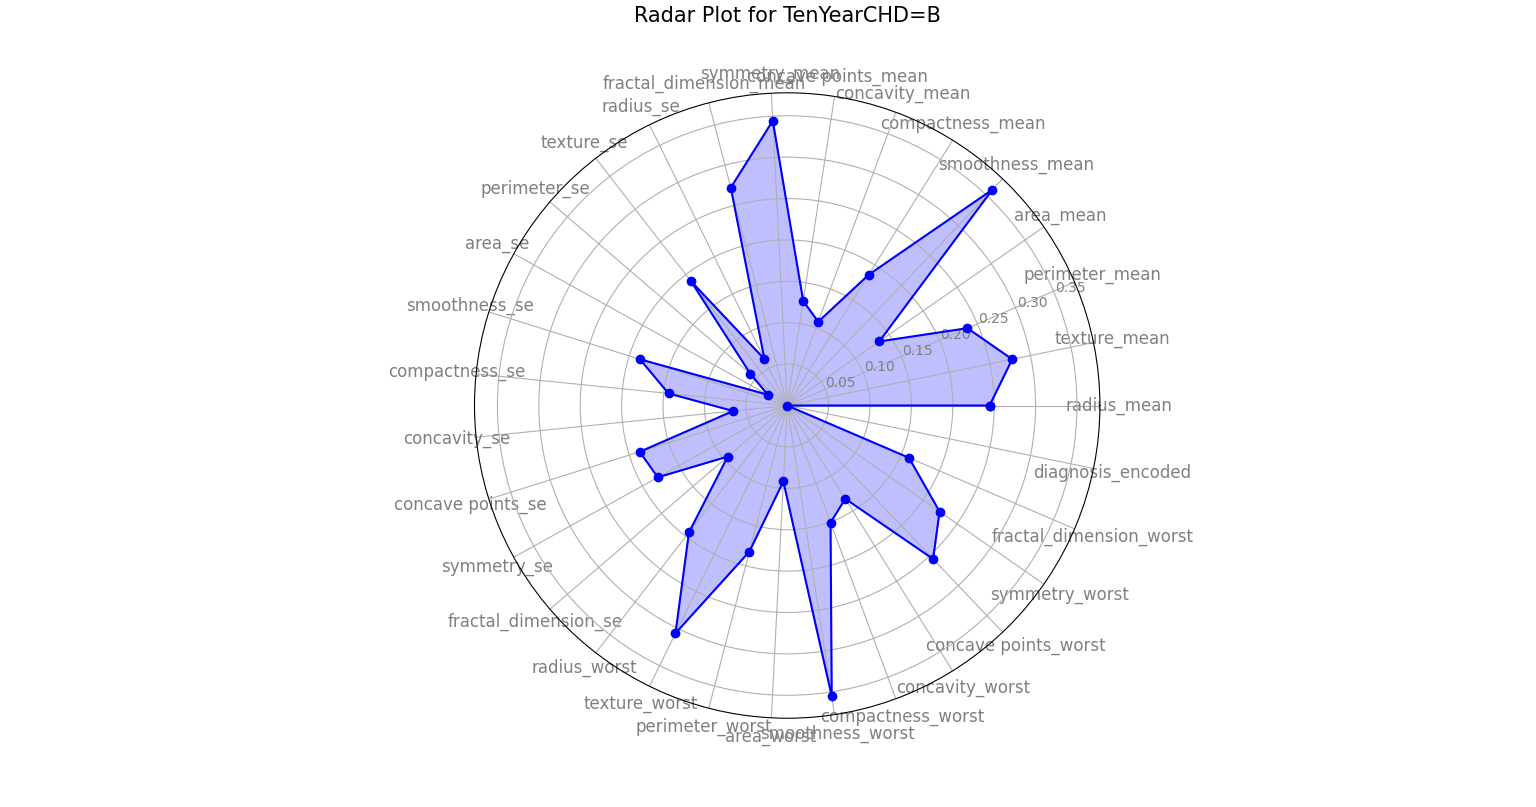 Radar Plot for TenYearCHD=B
symmetry_mean
concave points_mean
fractal_dimension_mean
concavity_mean
radius_se
compactness_mean
texture_se
smoothness_mean
perimeter_se
area_mean
area_se
perimeter_mean
0.35
0.30
smoothness_se
0.25
0.20
texture_mean
0.15
0.10
compactness_se
0.05
radius_mean
concavity_se
diagnosis_encoded
concave points_se
fractal_dimension_worst
symmetry_se
symmetry_worst
fractal_dimension_se
concave points_worst
radius_worst
concavity_worst
texture_worst
compactness_worst
perimeter_worst
smoothness_worst
area_worst